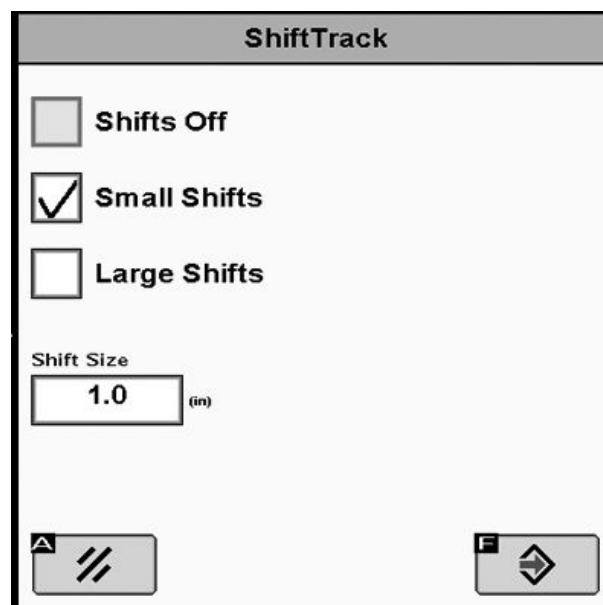 ShiftTrack
Shifts Off
Small Shifts
Large Shifts
Shift Size
1.0 (in)
A
F